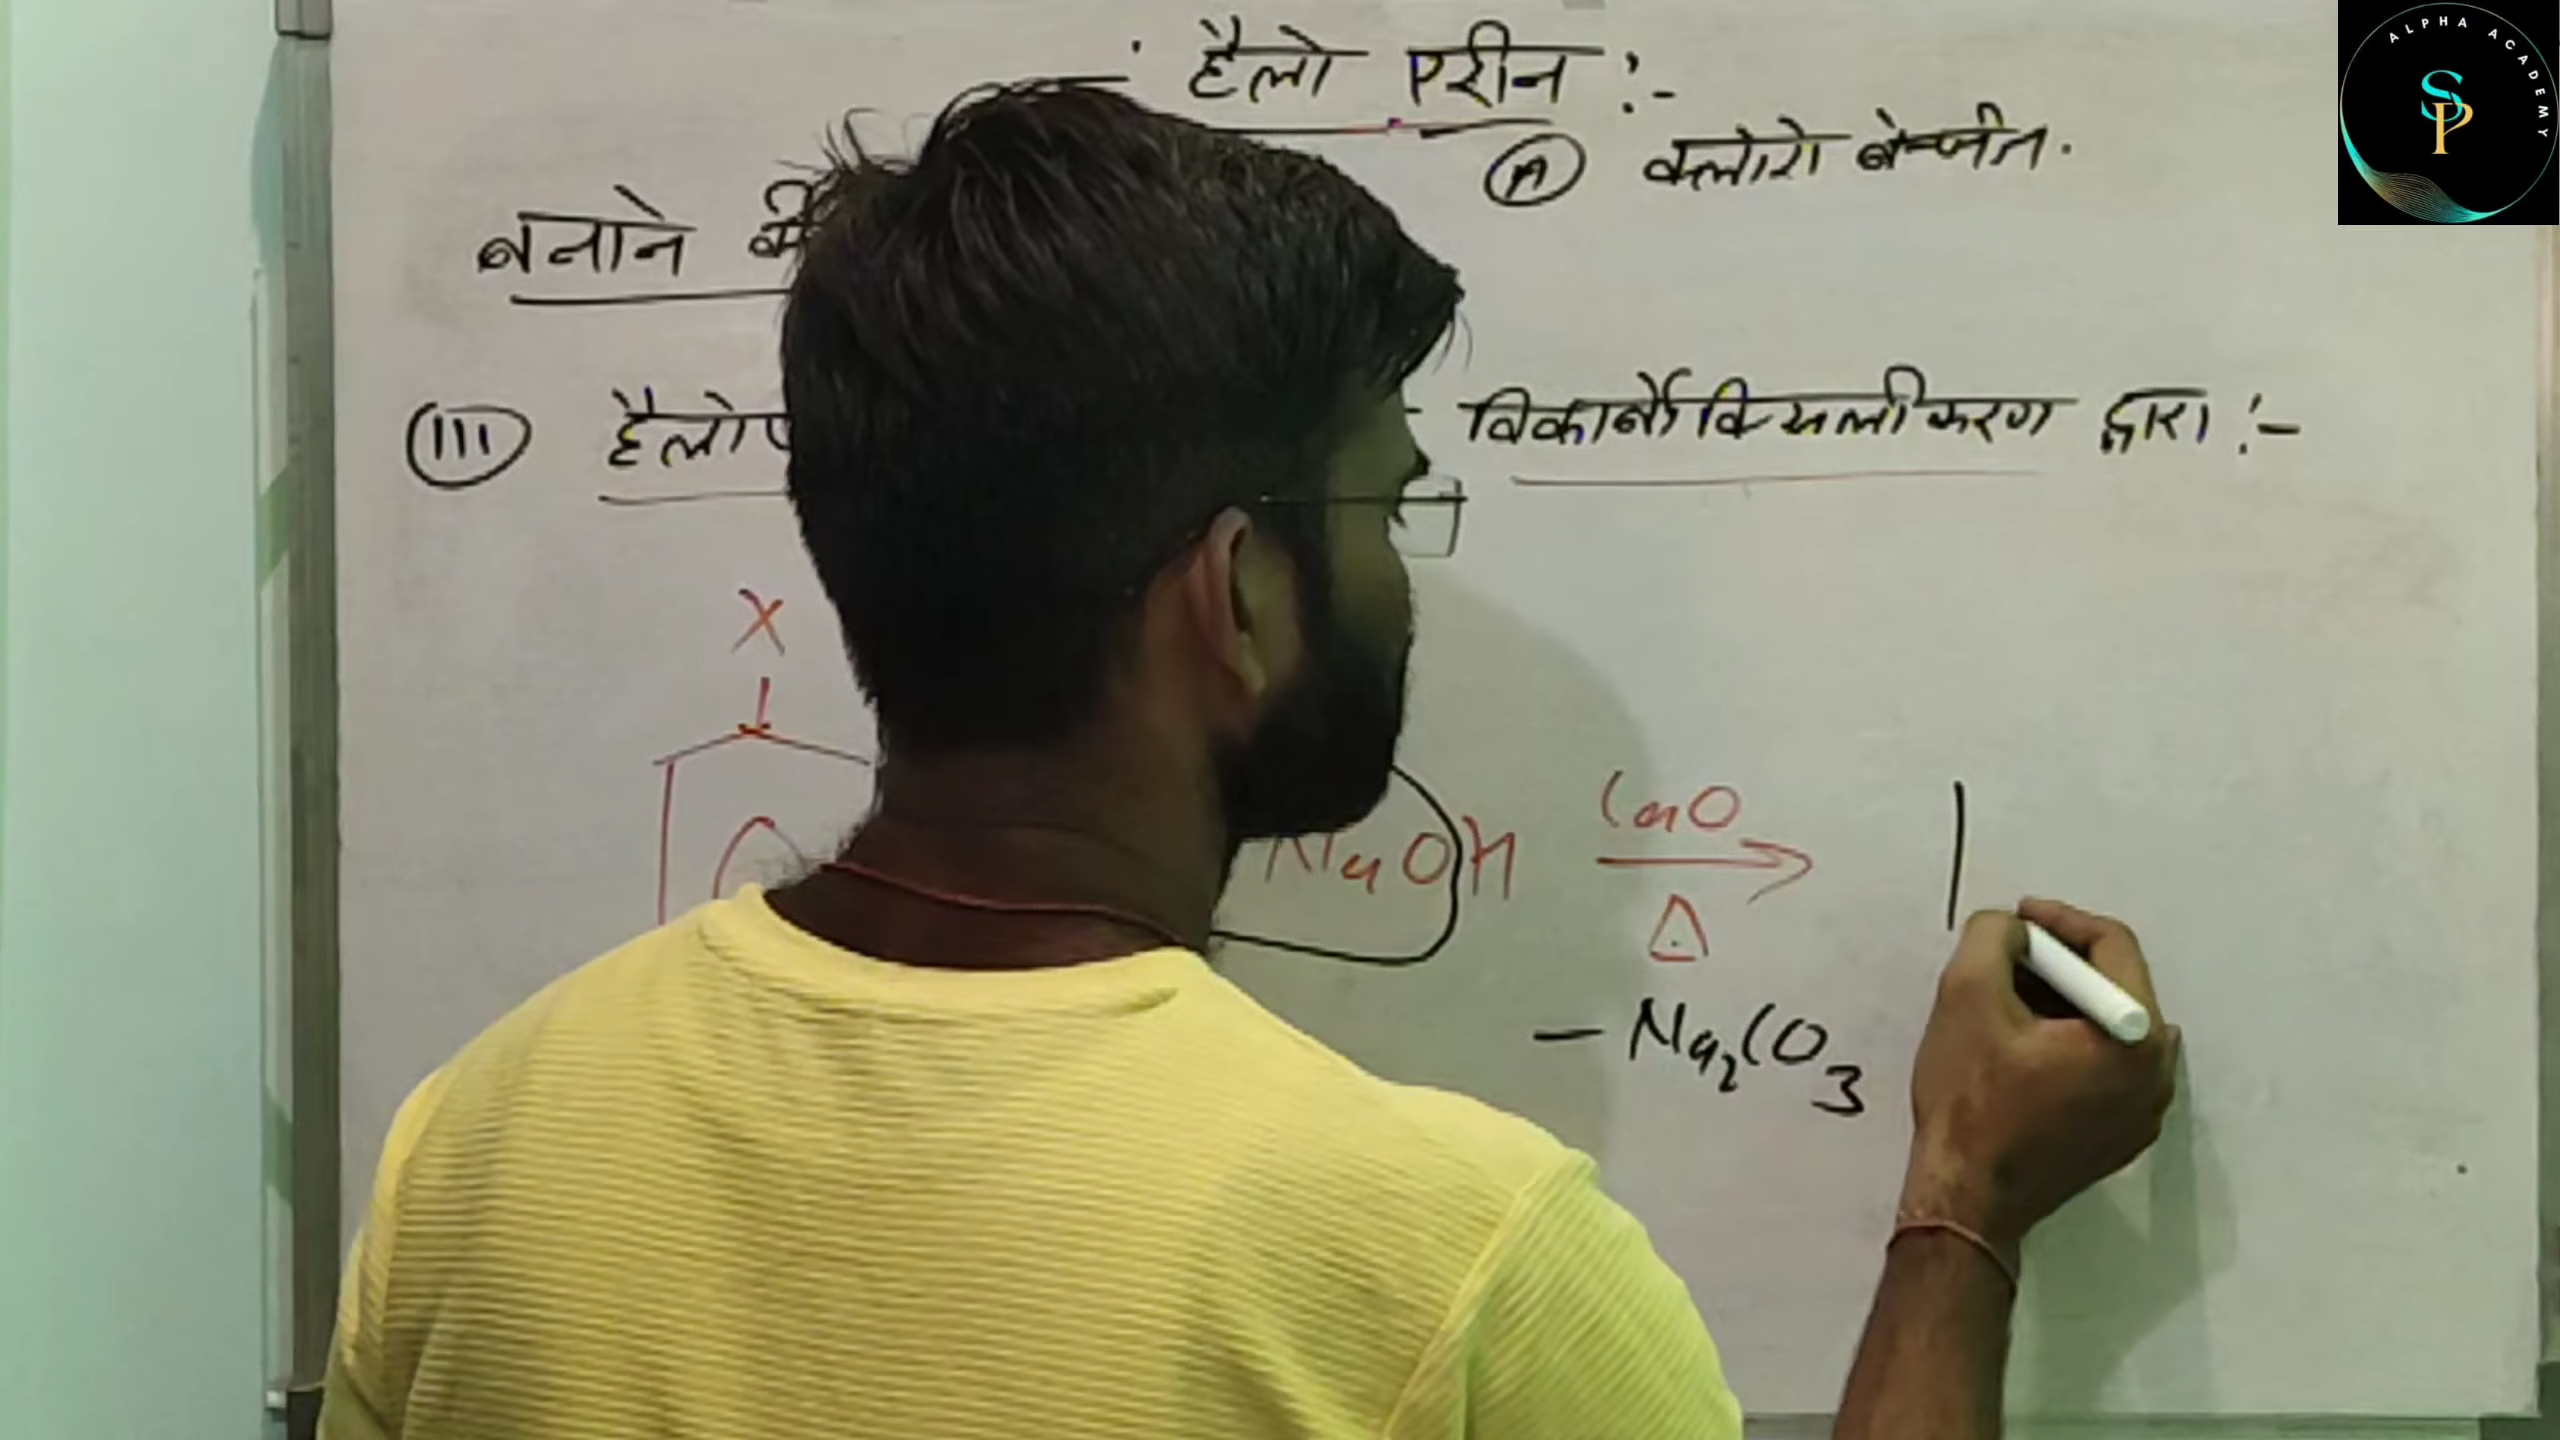 हैलो एरीन :-
(A) क्लोरो बेन्जीन.
बनाने
(III) विकार्बोक्सिलीकरण द्वारा :-
X
NaOH
CaO
Δ
- Na2CO3
ALPHA ACADEMY
SP